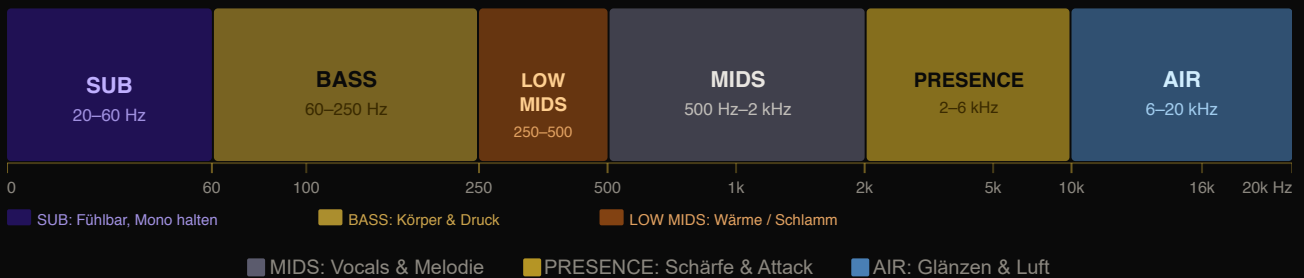 SUB
20–60 Hz
BASS
60–250 Hz
LOW
MIDS
250–500
MIDS
500 Hz–2 kHz
PRESENCE
2–6 kHz
AIR
6–20 kHz
0 60 100 250 500 1k 2k 5k 10k 16k 20k Hz
SUB: Fühlbar, Mono halten BASS: Körper & Druck LOW MIDS: Wärme / Schlamm
MIDS: Vocals & Melodie PRESENCE: Schärfe & Attack AIR: Glänzen & Luft